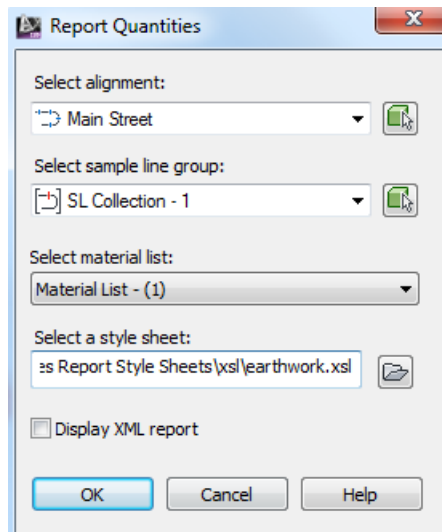 Report Quantities
Select alignment:
Main Street
Select sample line group:
SL Collection - 1
Select material list:
Material List - (1)
Select a style sheet:
Report Style Sheets\xsl\earthwork.xsl
Display XML report
OK
Cancel
Help